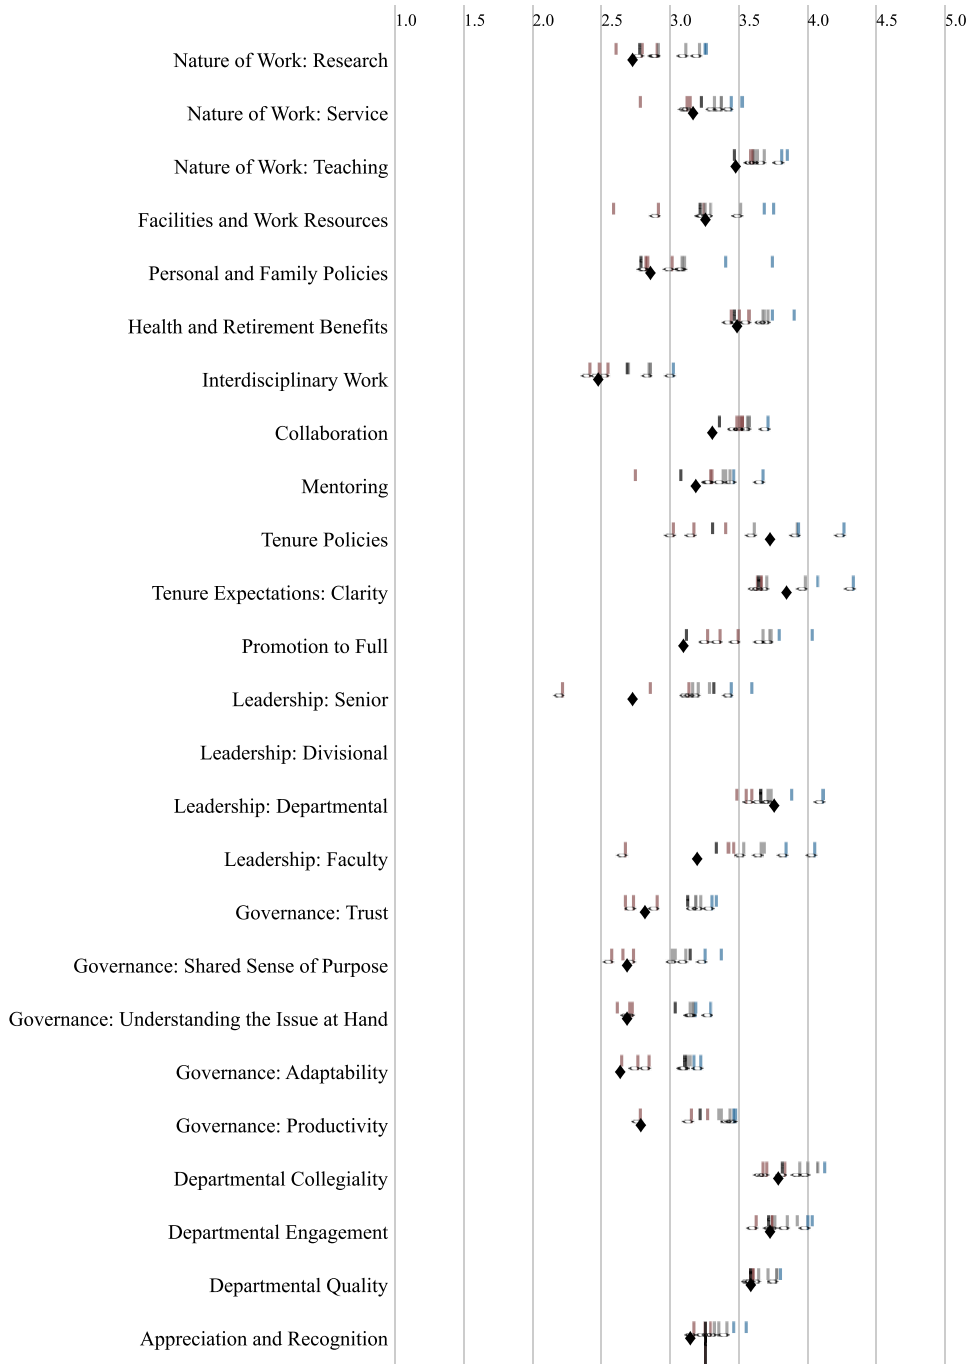 1.0 1.5 2.0 2.5 3.0 3.5 4.0 4.5 5.0
Nature of Work: Research
Nature of Work: Service
Nature of Work: Teaching
Facilities and Work Resources
Personal and Family Policies
Health and Retirement Benefits
Interdisciplinary Work
Collaboration
Mentoring
Tenure Policies
Tenure Expectations: Clarity
Promotion to Full
Leadership: Senior
Leadership: Divisional
Leadership: Departmental
Leadership: Faculty
Governance: Trust
Governance: Shared Sense of Purpose
Governance: Understanding the Issue at Hand
Governance: Adaptability
Governance: Productivity
Departmental Collegiality
Departmental Engagement
Departmental Quality
Appreciation and Recognition